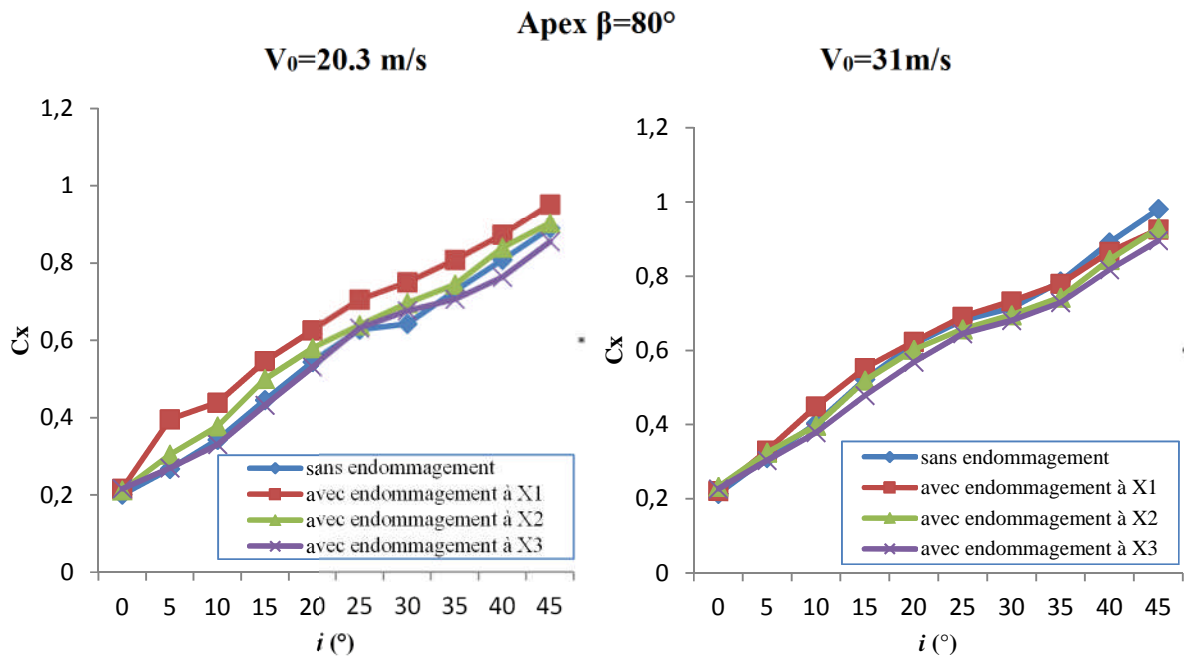 Apex β=80°
V₀=20.3 m/s
V₀=31m/s
1,2
1
0,8
0,6
0,4
0,2
0
Cx
0 5 10 15 20 25 30 35 40 45
i (°)
sans endommagement
avec endommagement à X1
avec endommagement à X2
avec endommagement à X3
1,2
1
0,8
0,6
0,4
0,2
0
Cx
0 5 10 15 20 25 30 35 40 45
i (°)
sans endommagement
avec endommagement à X1
avec endommagement à X2
avec endommagement à X3